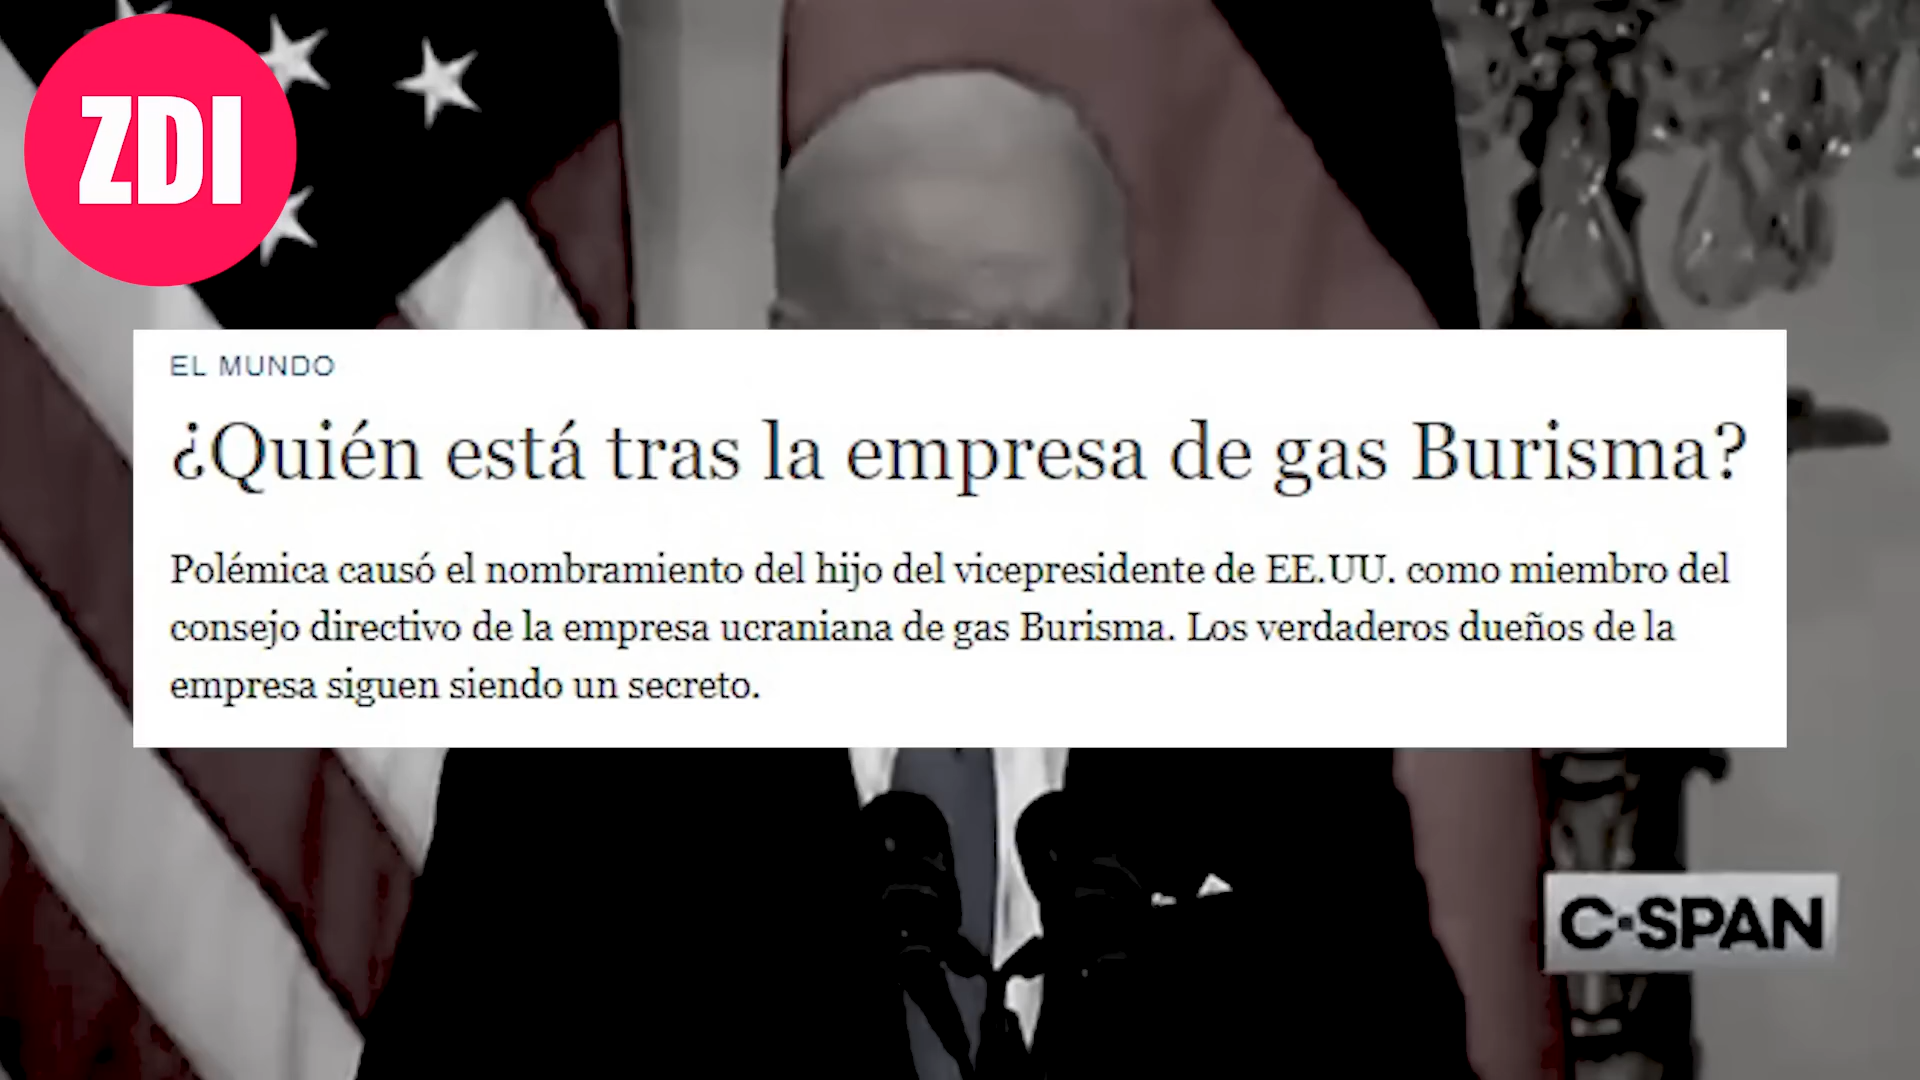 ZDI
EL MUNDO
¿Quién está tras la empresa de gas Burisma?
Polémica causó el nombramiento del hijo del vicepresidente de EE.UU. como miembro del
consejo directivo de la empresa ucraniana de gas Burisma. Los verdaderos dueños de la
empresa siguen siendo un secreto.
C-SPAN